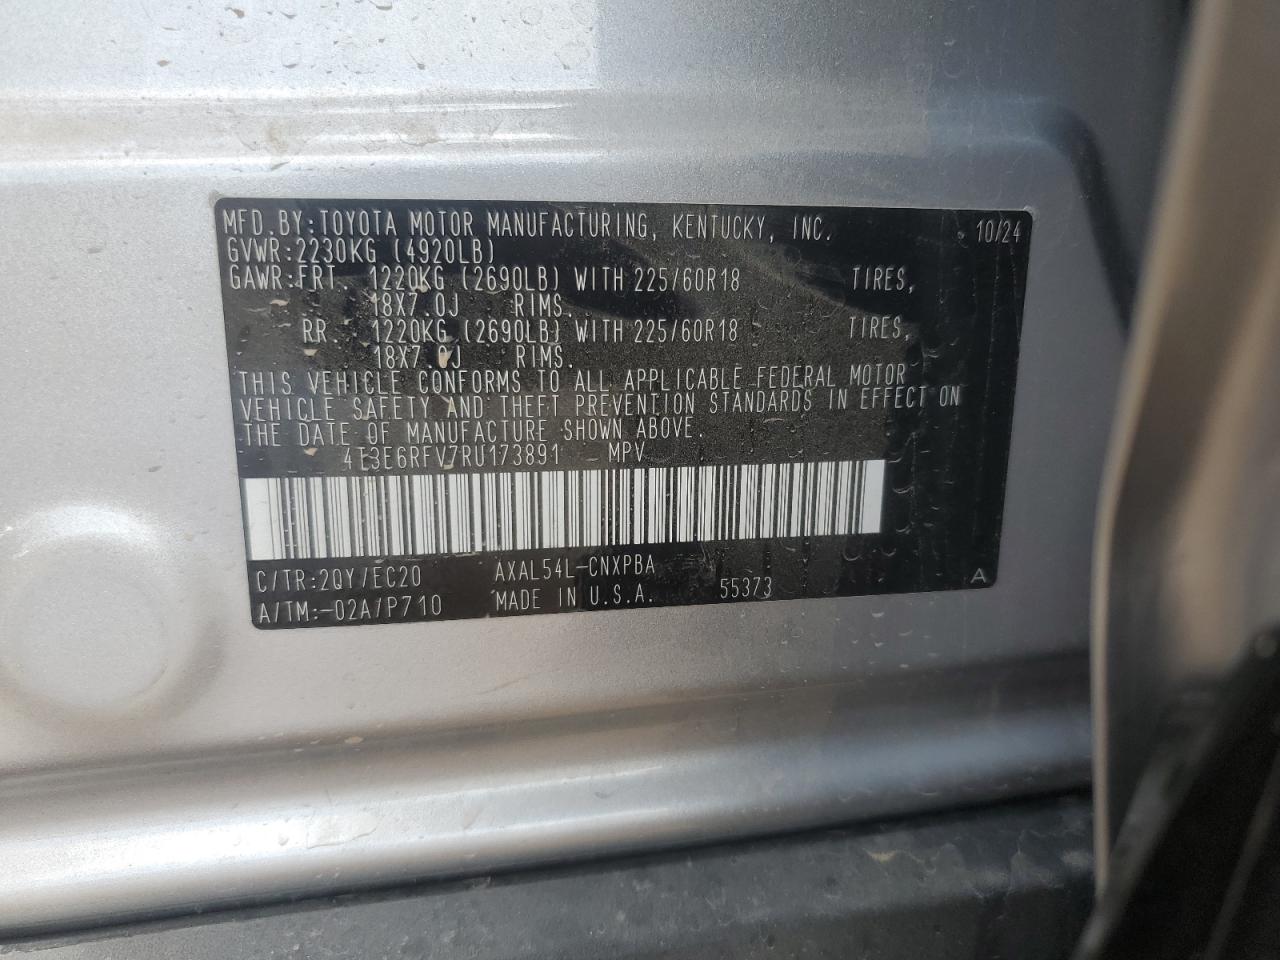 MFD.BY:TOYOTA MOTOR MANUFACTURING, KENTUCKY, INC. 10/24
GVWR:2230KG (4920LB)
GAWR:FRT. 1220KG (2690LB) WITH 225/60R18 TIRES,
18X7.0J RIMS.
RR. 1220KG (2690LB) WITH 225/60R18 TIRES,
18X7.0J RIMS.
THIS VEHICLE CONFORMS TO ALL APPLICABLE FEDERAL MOTOR
VEHICLE SAFETY AND THEFT PREVENTION STANDARDS IN EFFECT ON
THE DATE OF MANUFACTURE SHOWN ABOVE.
4T3E6RFV7RU173891 MPV
C/TR:2QY/EC20 AXAL54L-CNXPBA
A/TM:-02A/P710 MADE IN U.S.A. 55373 A